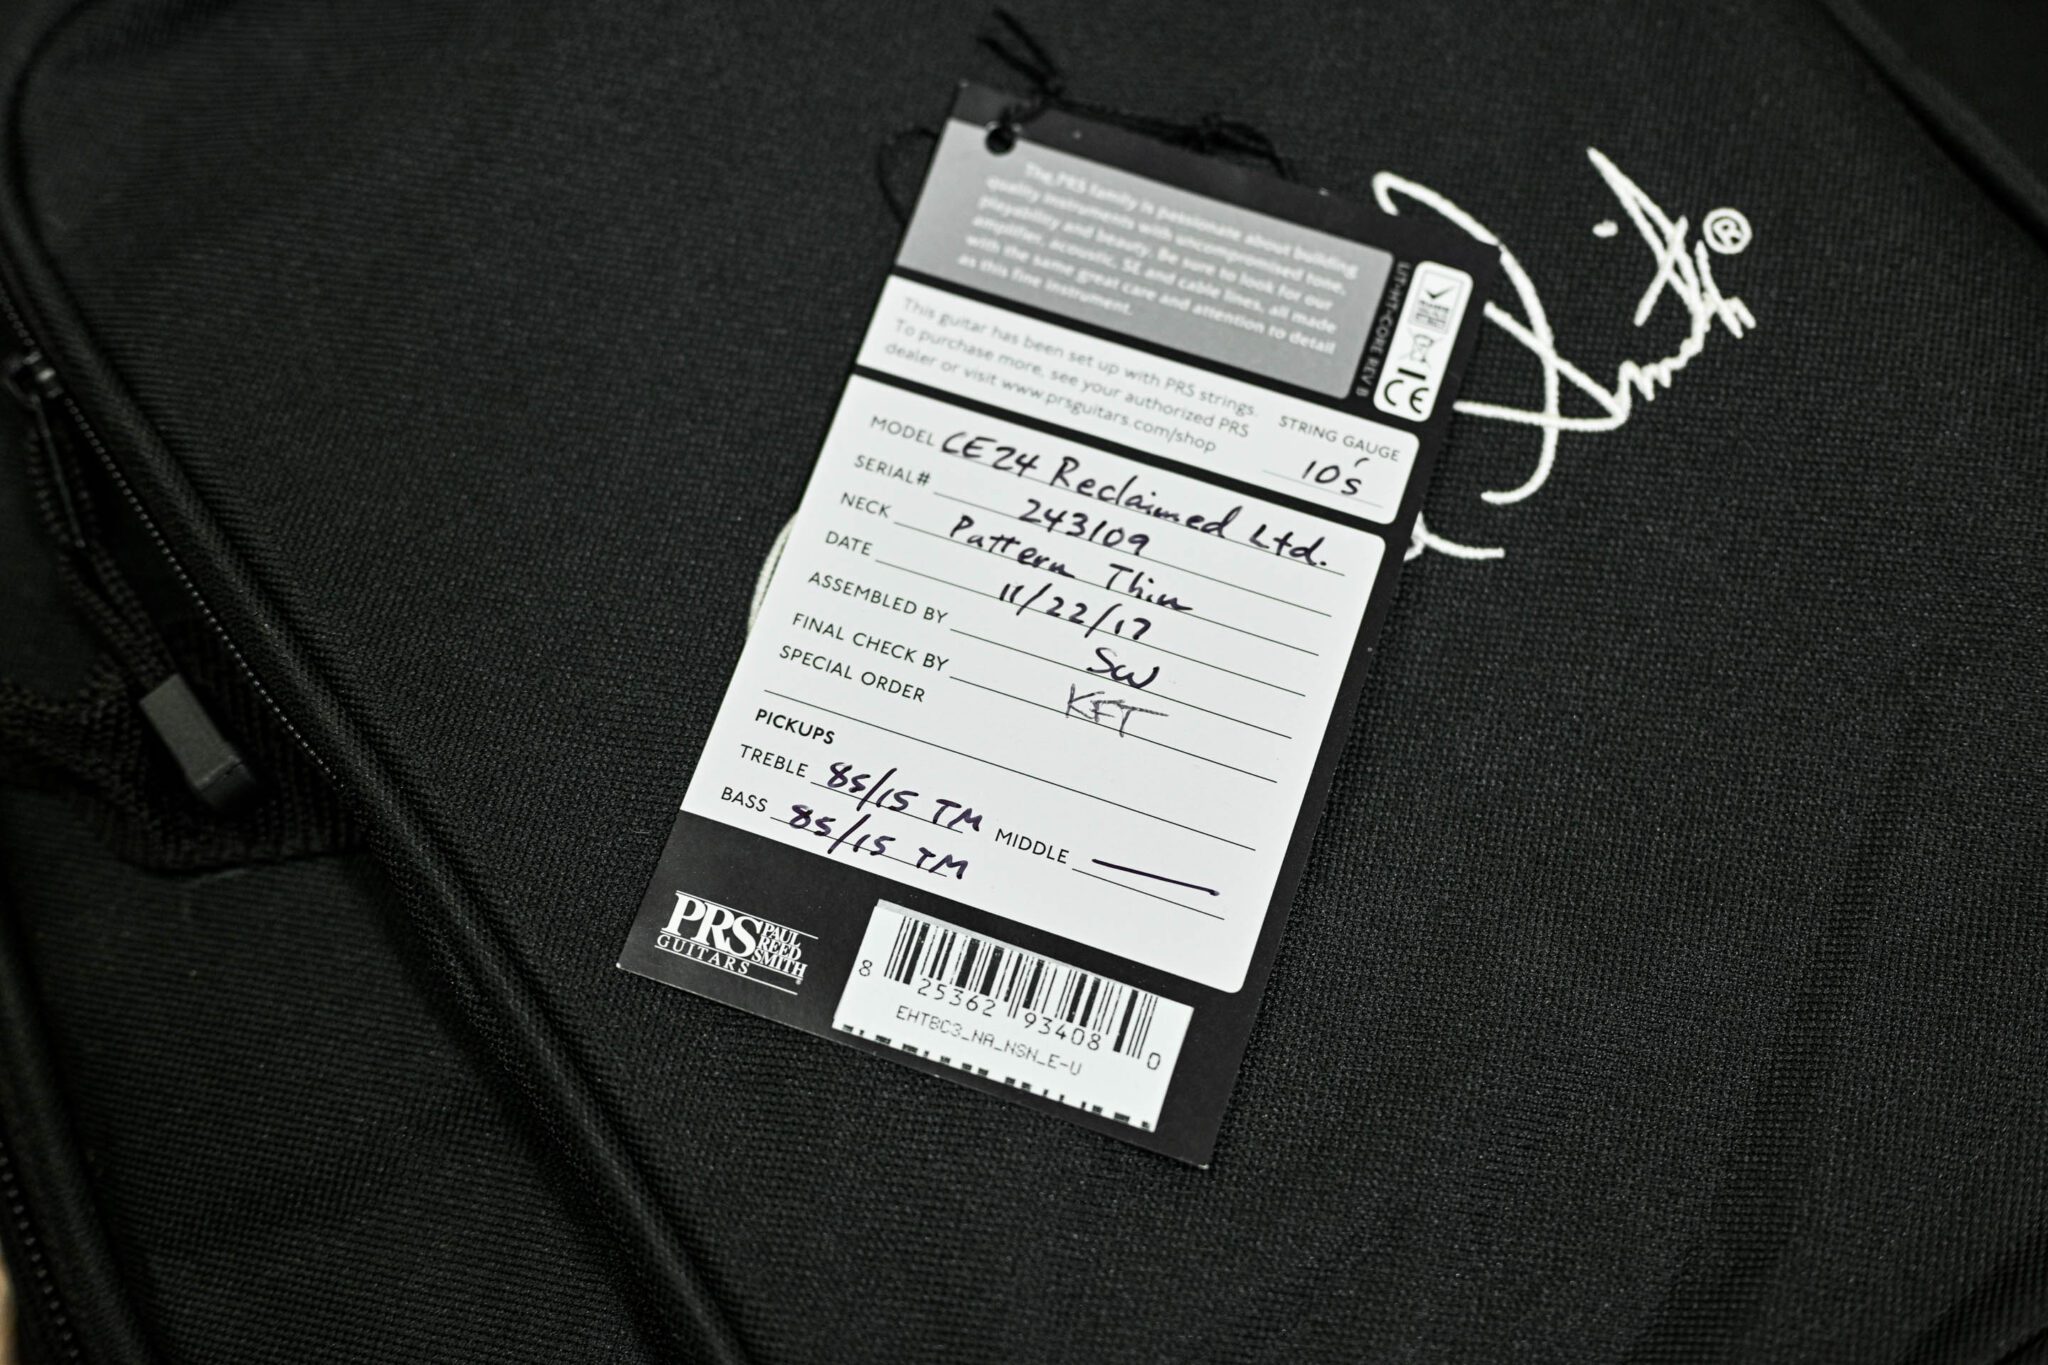 The PRS family is passionate about building
quality instruments with uncompromised tone,
playability and beauty. Be sure to look for our
amplifier, acoustic, SE and cable lines, all made
with the same great care and attention to detail
as this fine instrument.
LIT-HT-CORE REV
CE
This guitar has been set up with PRS strings.
To purchase more, see your authorized PRS
dealer or visit www.prsguitars.com/shop
STRING GAUGE
10's
MODEL CE24 Reclaimed Ltd.
SERIAL# 243109
NECK Pattern Thin
DATE 11/22/17
ASSEMBLED BY SW
FINAL CHECK BY KFT
SPECIAL ORDER
PICKUPS
TREBLE 85/15 TM MIDDLE —
BASS 85/15 TM
PRS PAUL REED SMITH
GUITARS
8 25362 93408 0
EHTBC3_NA_NSN_E-U
®